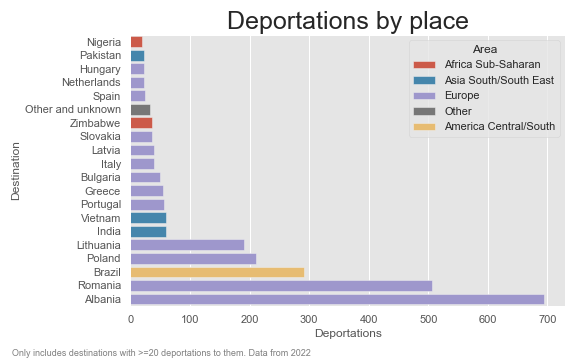 Deportations by place
Nigeria
Pakistan
Hungary
Netherlands
Spain
Other and unknown
Zimbabwe
Slovakia
Latvia
Italy
Bulgaria
Greece
Portugal
Vietnam
India
Lithuania
Poland
Brazil
Romania
Albania
Destination
Area
Africa Sub-Saharan
Asia South/South East
Europe
Other
America Central/South
0 100 200 300 400 500 600 700
Deportations
Only includes destinations with >=20 deportations to them. Data from 2022